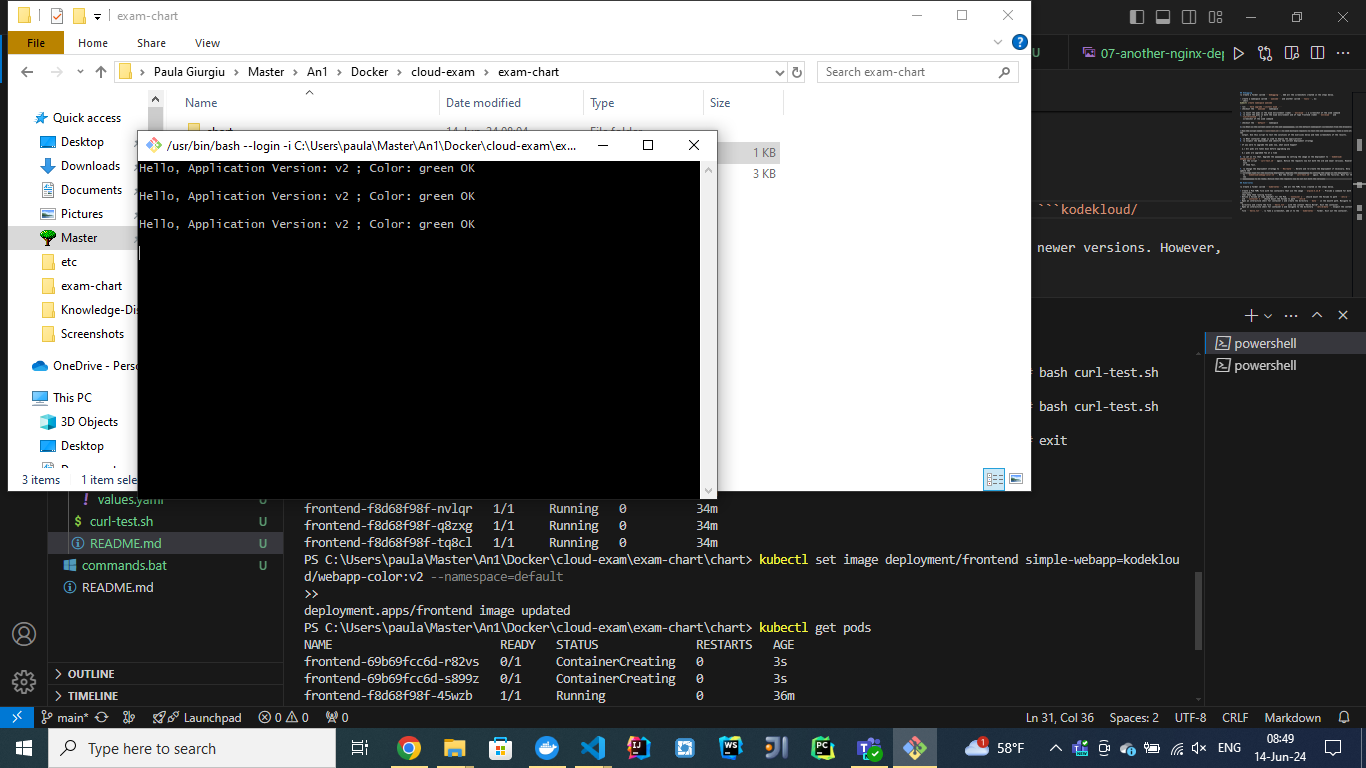 exam-chart
File
Home
Share
View
07-another-nginx-dep
Paula Giurgiu
Master
An1
Docker
cloud-exam
exam-chart
Search exam-chart
Name
Date modified
Type
Size
Quick access
Desktop
Downloads
Documents
Pictures
Master
etc
exam-chart
Knowledge-Dis
Screenshots
OneDrive - Perso
This PC
3D Objects
Desktop
1 KB
3 KB
3 items
1 item sele
/usr/bin/bash --login -i C:\Users\paula\Master\An1\Docker\cloud-exam\ex...
Hello, Application Version: v2 ; Color: green OK
Hello, Application Version: v2 ; Color: green OK
Hello, Application Version: v2 ; Color: green OK
```kodekloud/
newer versions. However,
powershell
powershell
bash curl-test.sh
bash curl-test.sh
exit
values.yaml U
curl-test.sh U
README.md U
commands.bat U
README.md
OUTLINE
TIMELINE
frontend-f8d68f98f-nvlqr 1/1 Running 0 34m
frontend-f8d68f98f-q8zxg 1/1 Running 0 34m
frontend-f8d68f98f-tq8cl 1/1 Running 0 34m
PS C:\Users\paula\Master\An1\Docker\cloud-exam\exam-chart\chart> kubectl set image deployment/frontend simple-webapp=kodeklou
d/webapp-color:v2 --namespace=default
>>
deployment.apps/frontend image updated
PS C:\Users\paula\Master\An1\Docker\cloud-exam\exam-chart\chart> kubectl get pods
NAME READY STATUS RESTARTS AGE
frontend-69b69fcc6d-r82vs 0/1 ContainerCreating 0 3s
frontend-69b69fcc6d-s899z 0/1 ContainerCreating 0 3s
frontend-f8d68f98f-45wzb 1/1 Running 0 36m
main* Launchpad 0 0 0
Ln 31, Col 36 Spaces: 2 UTF-8 CRLF Markdown
Type here to search
58°F
ENG
08:49
14-Jun-24